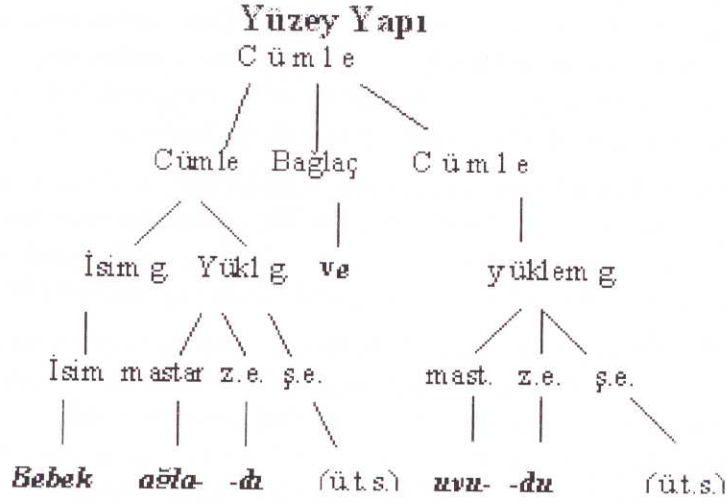 Yüzey Yapı
Cümle
Cümle Bağlaç Cümle
İsim g. Yükl g. ve yüklem g.
İsim mastar z.e. ş.e. mast. z.e. ş.e.
Bebek ağla- -dı (ü.t.s.) uyu- -du (ü.t.s.)